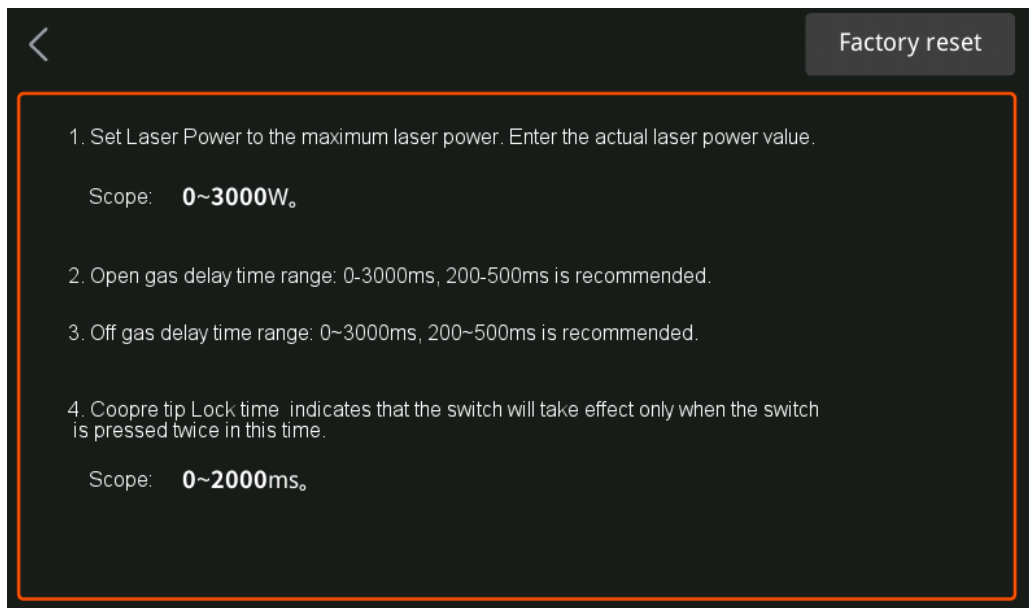 Factory reset
1. Set Laser Power to the maximum laser power. Enter the actual laser power value.
Scope: 0~3000W。
2. Open gas delay time range: 0-3000ms, 200-500ms is recommended.
3. Off gas delay time range: 0~3000ms, 200~500ms is recommended.
4. Coopre tip Lock time indicates that the switch will take effect only when the switch
is pressed twice in this time.
Scope: 0~2000ms。